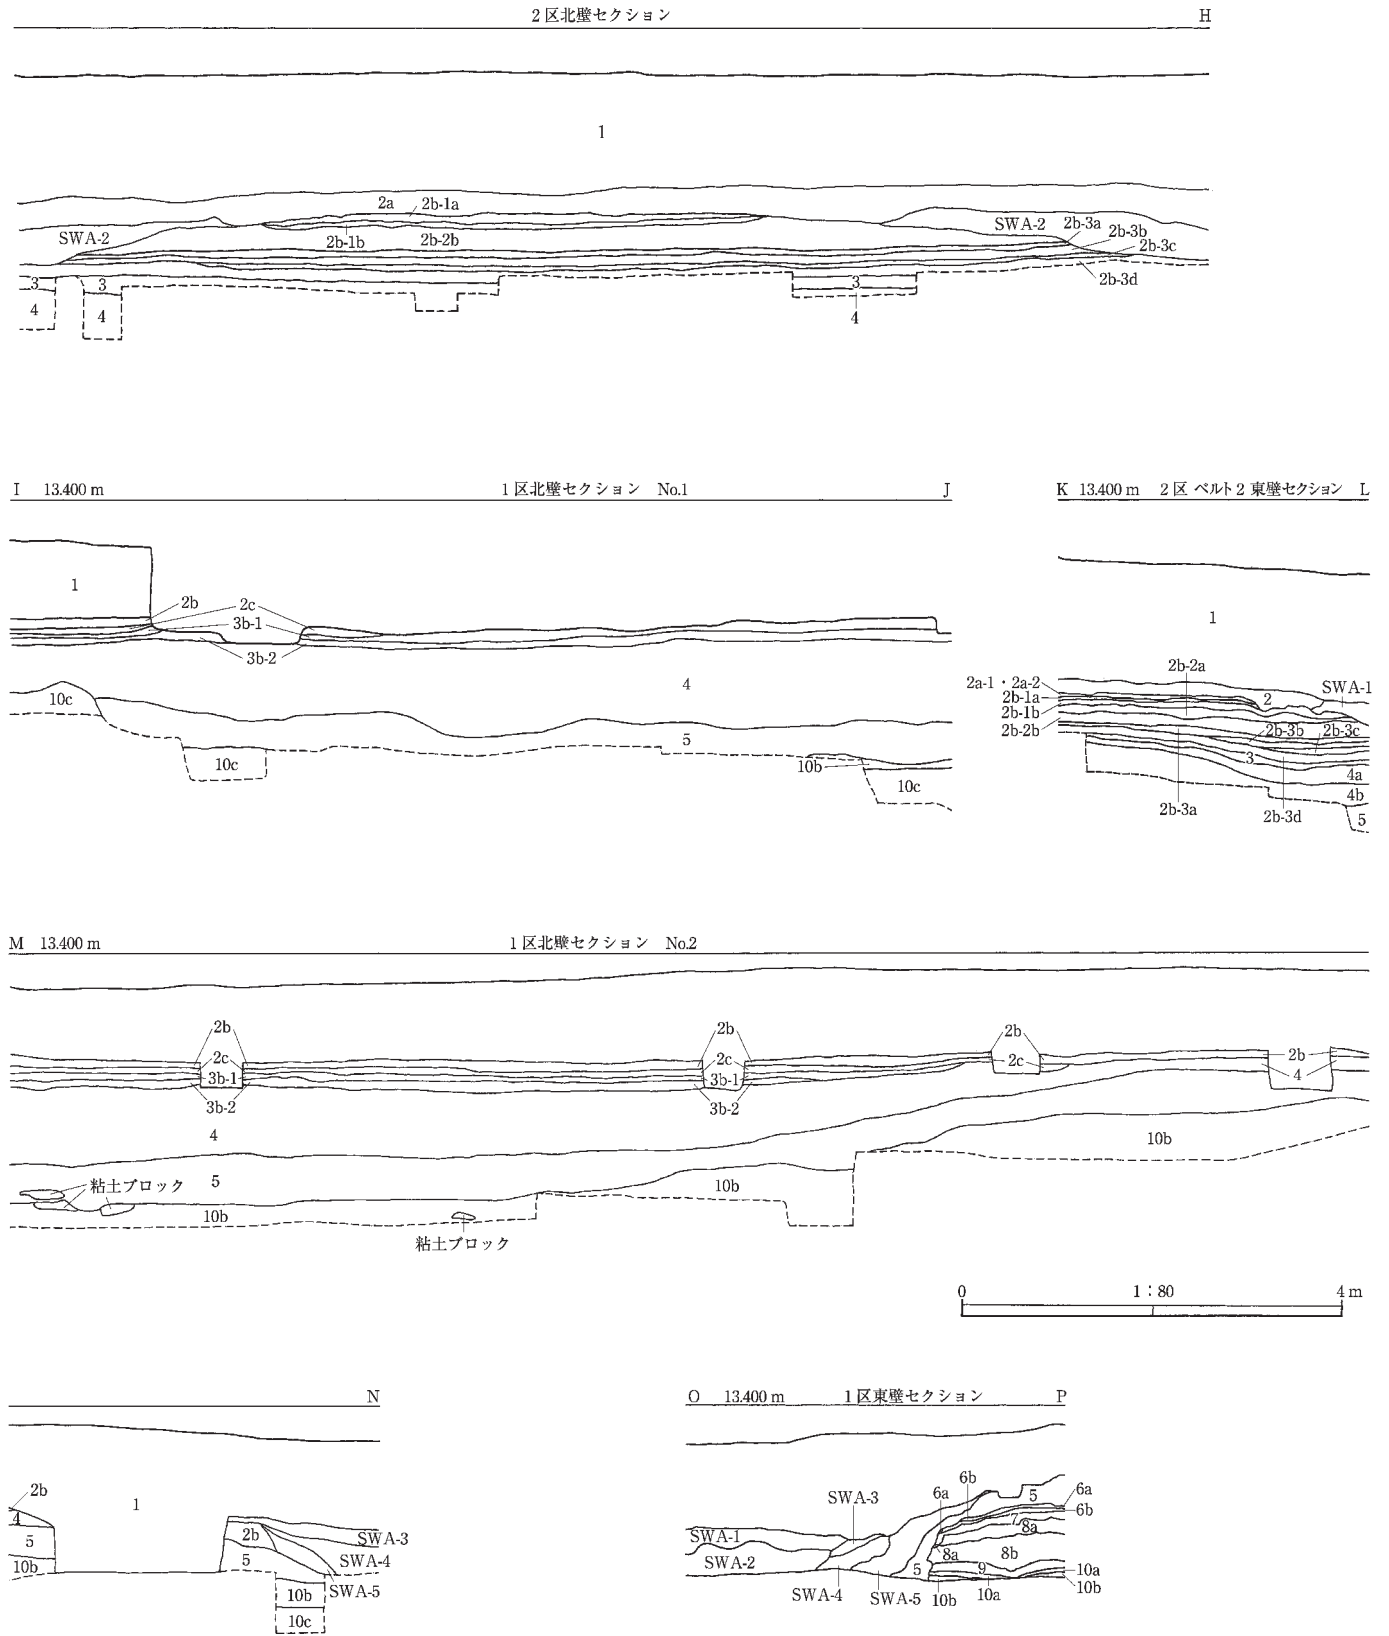 2区北壁セクション H
1
2a 2b-1a
SWA-2 2b-1b 2b-2b SWA-2 2b-3a
2b-3b
2b-3c
2b-3d
3 3 3
4 4 4
I 13.400 m 1区北壁セクション No.1 J
1
2b 2c
3b-1
3b-2
4
10c
5
10c 10b
10c
K 13.400 m 2区 ベルト2 東壁セクション L
1
2b-2a
2a-1・2a-2
2b-1a
2b-1b
2b-2b
2 SWA-1
2b-3b 2b-3c
3
4a
4b
2b-3a 2b-3d 5
M 13.400 m 1区北壁セクション No.2
2b 2b 2b
2c 2c 2c 2b
3b-1 3b-1 4
3b-2 3b-2
4
10b
5
粘土ブロック 10b
10b
粘土ブロック
0 1：80 4 m
N
2b 1
4
5 2b SWA-3
10b 5 SWA-4
SWA-5
10b
10c
O 13.400 m 1区東壁セクション P
6b
SWA-3 6a 5 6a
6b
7
SWA-1 8a
SWA-2 8a 8b
5 9 10a
SWA-4 SWA-5 10b 10a 10b